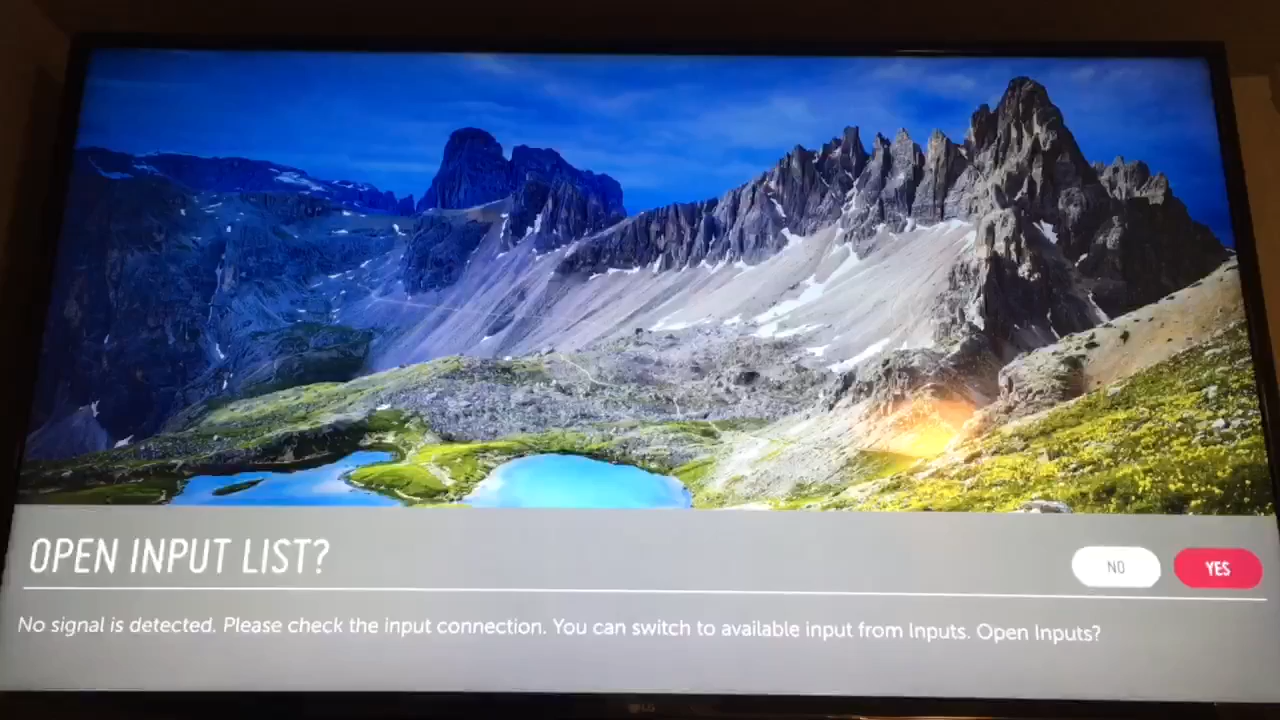 OPEN INPUT LIST?
NO
YES
No signal is detected. Please check the input connection. You can switch to available input from Inputs. Open Inputs?
LG